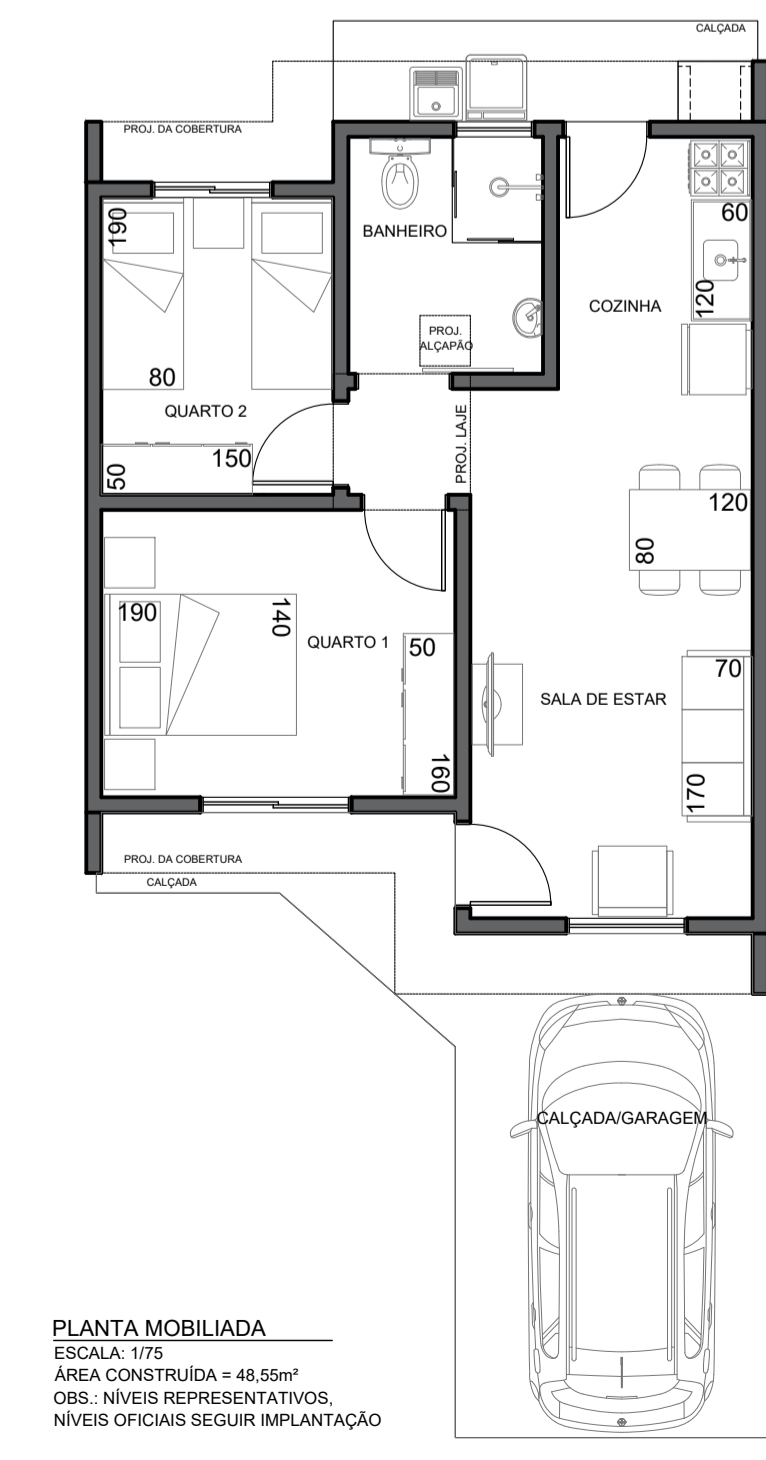 CALÇADA
PROJ. DA COBERTURA
190
BANHEIRO
60
120
COZINHA
PROJ.
ALÇAPÃO
80
QUARTO 2
PROJ. LAJE
150
50
120
80
190
140
QUARTO 1
50
160
70
SALA DE ESTAR
170
PROJ. DA COBERTURA
CALÇADA
CALÇADA/GARAGEM
PLANTA MOBILIADA
ESCALA: 1/75
ÁREA CONSTRUÍDA = 48,55m²
OBS.: NÍVEIS REPRESENTATIVOS,
NÍVEIS OFICIAIS SEGUIR IMPLANTAÇÃO